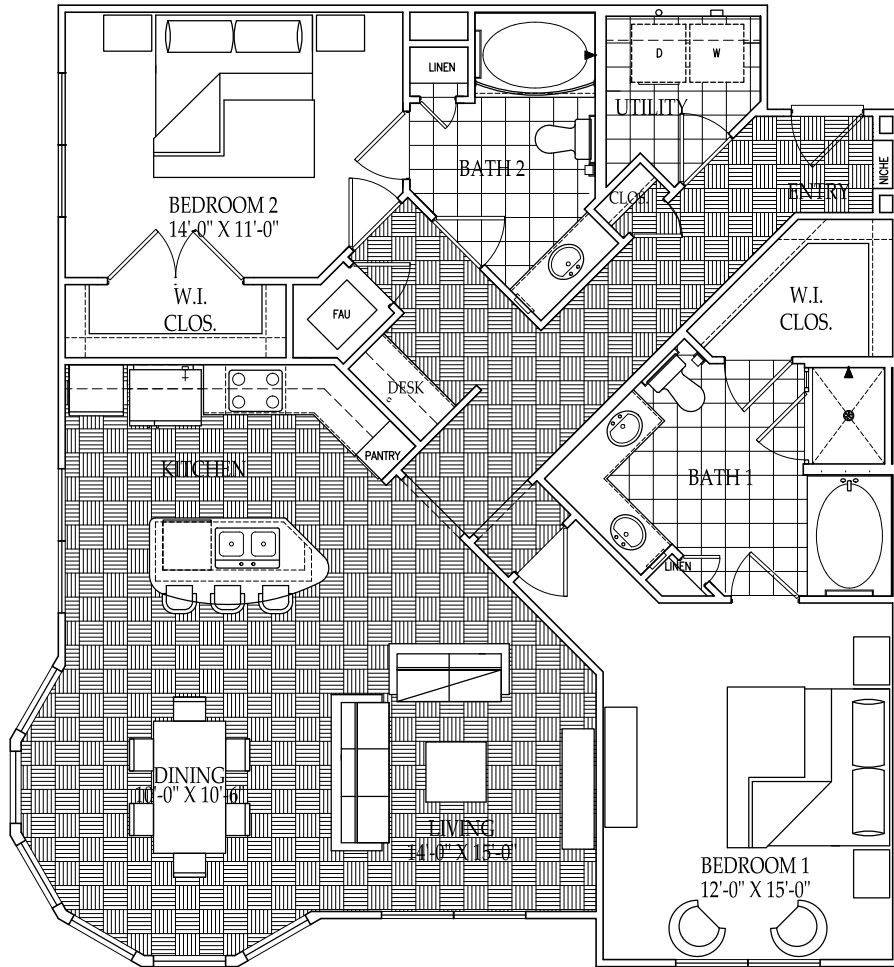 LINEN
D
W
UTILITY
BATH 2
ENTRY
NICHE
CLOS.
BEDROOM 2
14'-0" X 11'-0"
W.I.
CLOS.
FAU
W.I.
CLOS.
DESK
PANTRY
KITCHEN
BATH 1
LINEN
DINING
10'-0" X 10'-6"
LIVING
14'-0" X 15'-0"
BEDROOM 1
12'-0" X 15'-0"